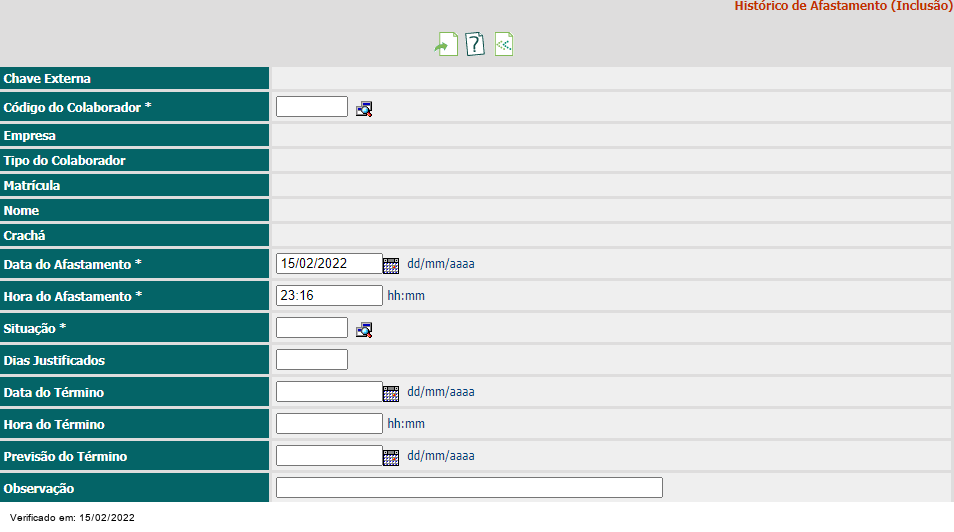 Histórico de Afastamento (Inclusão)
Chave Externa
Código do Colaborador *
Empresa
Tipo do Colaborador
Matrícula
Nome
Crachá
Data do Afastamento * 15/02/2022 dd/mm/aaaa
Hora do Afastamento * 23:16 hh:mm
Situação *
Dias Justificados
Data do Término dd/mm/aaaa
Hora do Término hh:mm
Previsão do Término dd/mm/aaaa
Observação
Verificado em: 15/02/2022